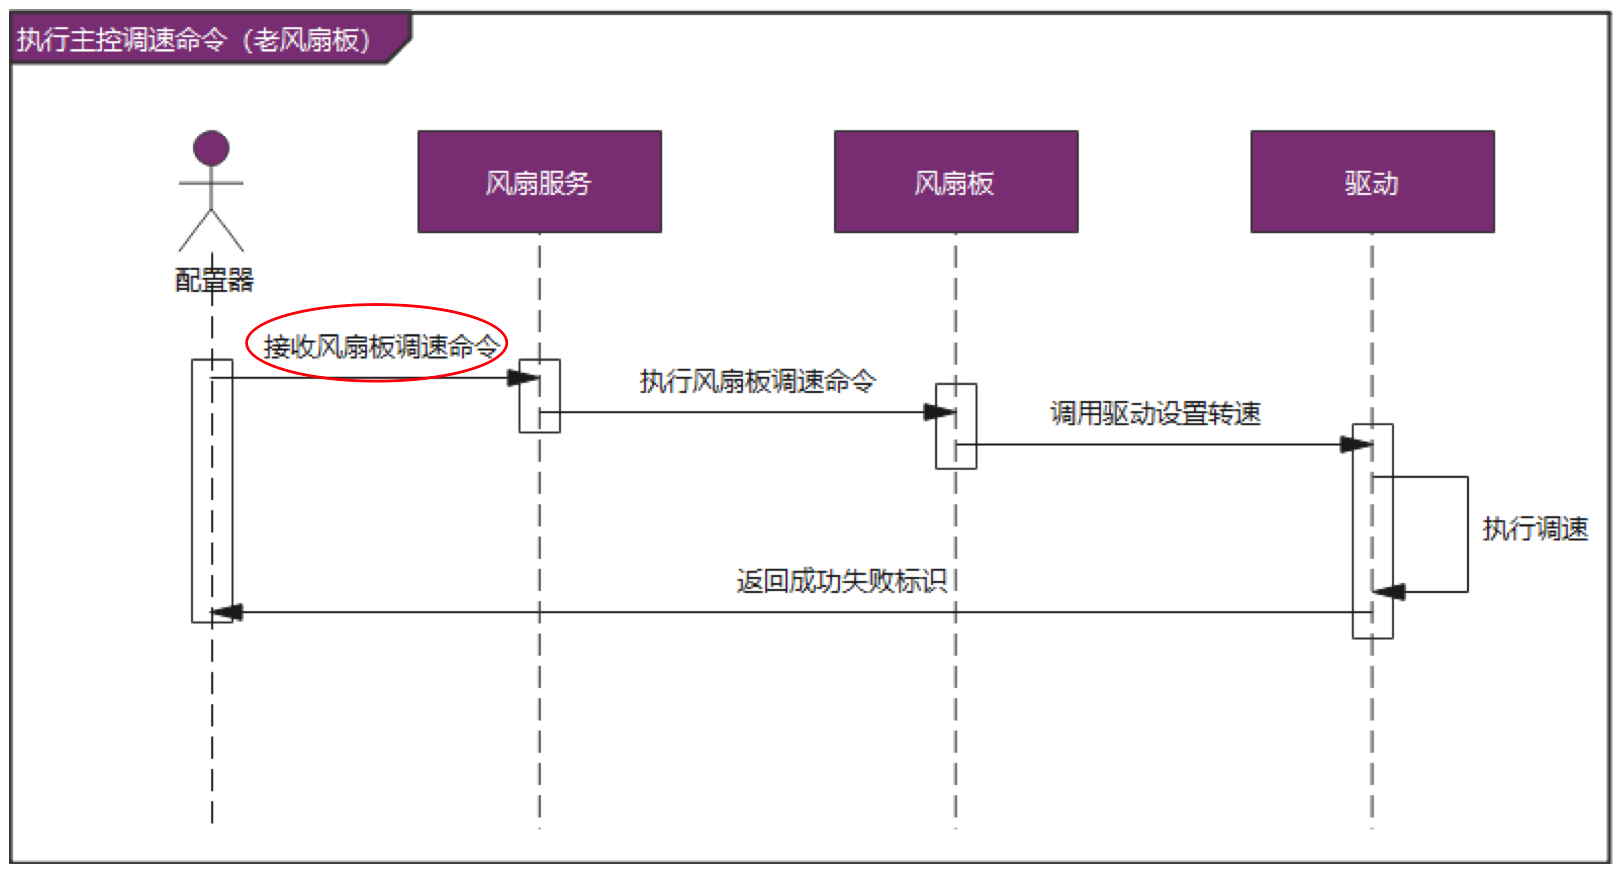 执行主控调速命令（老风扇板）
风扇服务
风扇板
驱动
配置器
接收风扇板调速命令
执行风扇板调速命令
调用驱动设置转速
执行调速
返回成功失败标识